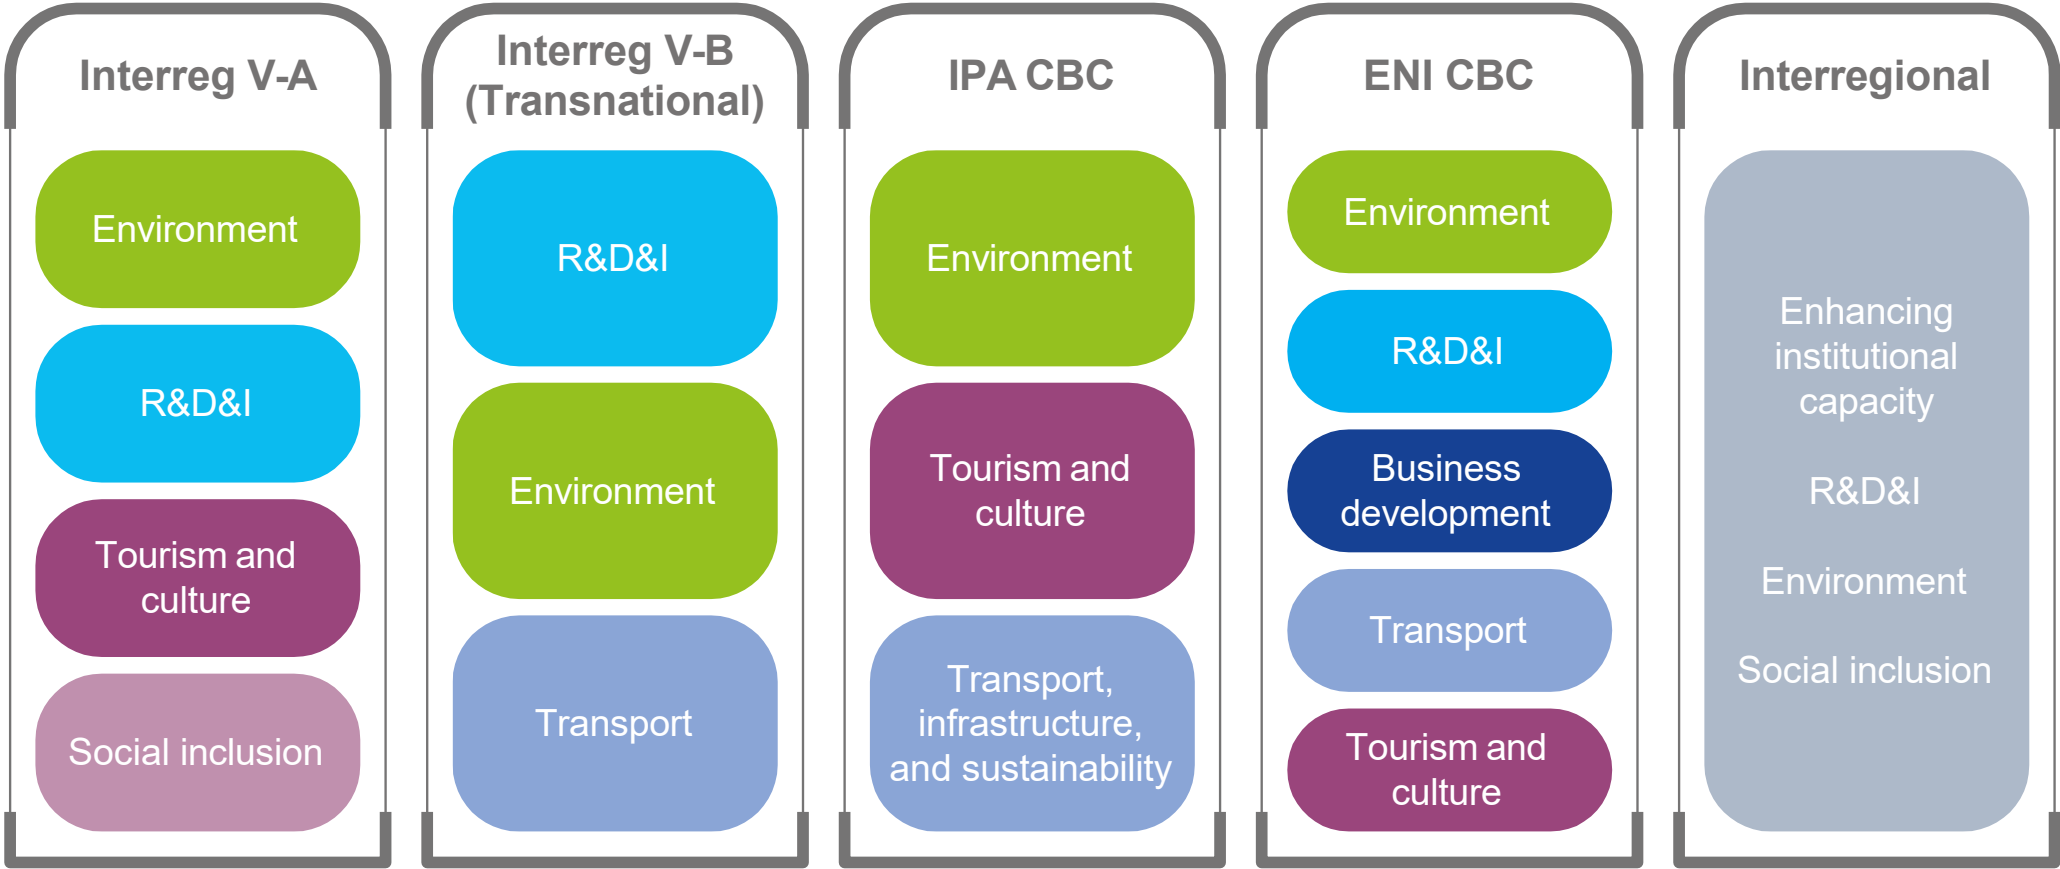 Interreg V-A
Environment
R&D&I
Tourism and
culture
Social inclusion
Interreg V-B
(Transnational)
R&D&I
Environment
Transport
IPA CBC
Environment
Tourism and
culture
Transport,
infrastructure,
and sustainability
ENI CBC
Environment
R&D&I
Business
development
Transport
Tourism and
culture
Interregional
Enhancing
institutional
capacity
R&D&I
Environment
Social inclusion